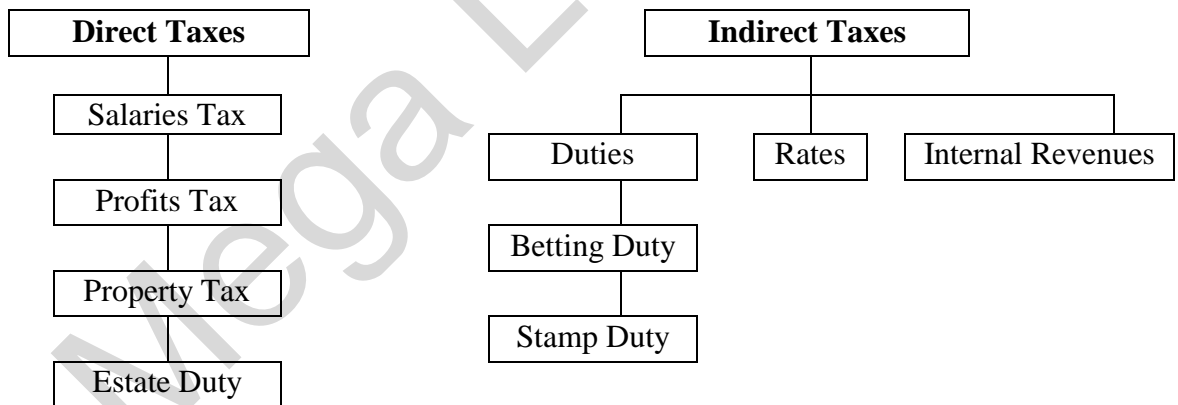 Direct Taxes
Salaries Tax
Profits Tax
Property Tax
Estate Duty
Indirect Taxes
Duties
Rates
Internal Revenues
Betting Duty
Stamp Duty
Mega